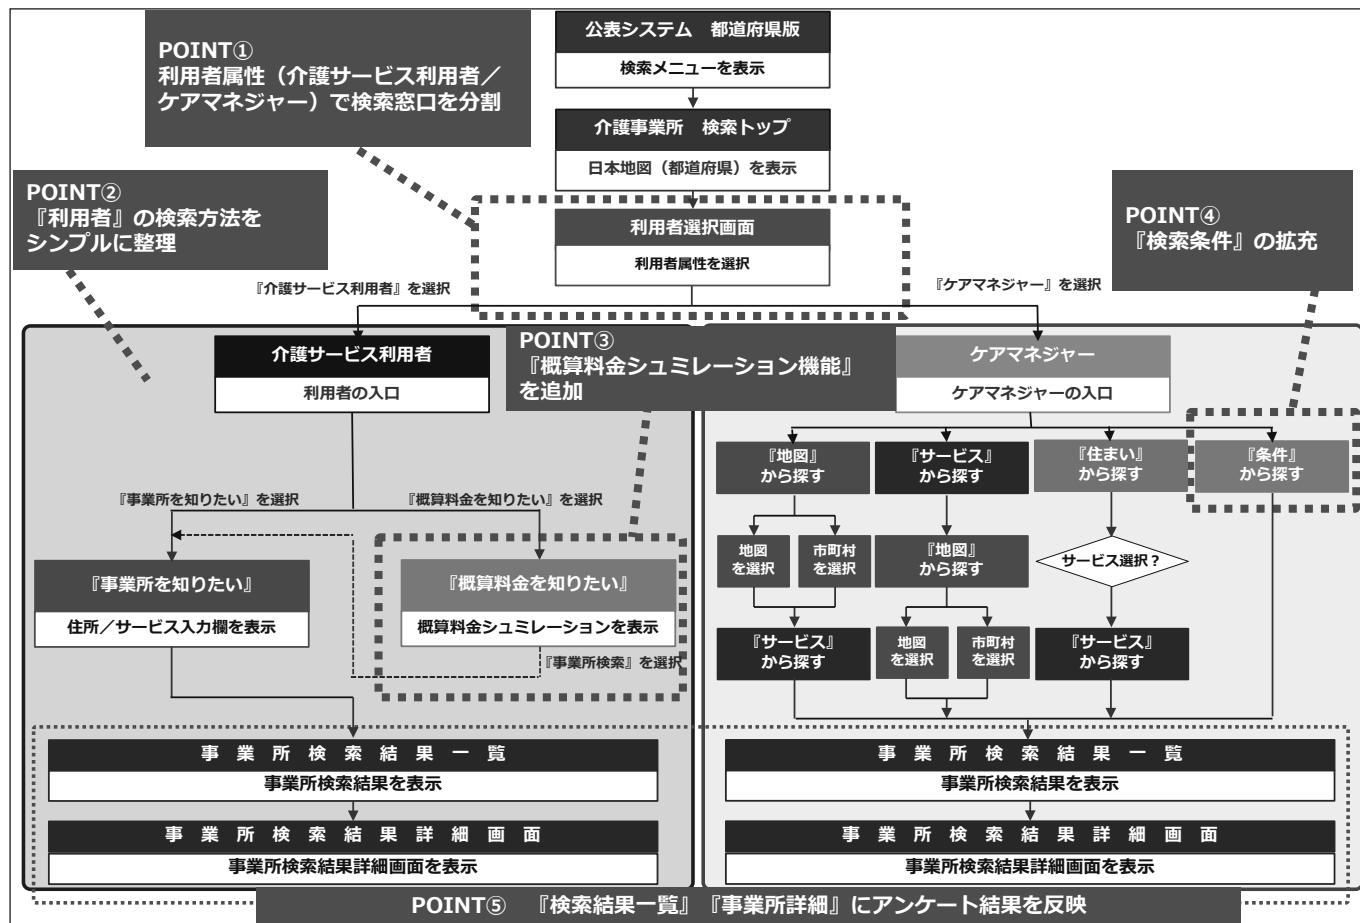 公表システム　都道府県版
検索メニューを表示
POINT①
利用者属性（介護サービス利用者／
ケアマネジャー）で検索窓口を分割
介護事業所　検索トップ
日本地図（都道府県）を表示
POINT②
『利用者』の検索方法を
シンプルに整理
利用者選択画面
利用者属性を選択
POINT④
『検索条件』の拡充
『介護サービス利用者』を選択
『ケアマネジャー』を選択
介護サービス利用者
利用者の入口
POINT③
『概算料金シュミレーション機能』
を追加
ケアマネジャー
ケアマネジャーの入口
『事業所を知りたい』を選択
『概算料金を知りたい』を選択
『事業所を知りたい』
住所／サービス入力欄を表示
『概算料金を知りたい』
概算料金シュミレーションを表示
『事業所検索』を選択
『地図』
から探す
『サービス』
から探す
『住まい』
から探す
『条件』
から探す
地図
を選択
市町村
を選択
『地図』
から探す
サービス選択？
『サービス』
から探す
地図
を選択
市町村
を選択
『サービス』
から探す
事業所検索結果一覧
事業所検索結果を表示
事業所検索結果詳細画面
事業所検索結果詳細画面を表示
事業所検索結果一覧
事業所検索結果を表示
事業所検索結果詳細画面
事業所検索結果詳細画面を表示
POINT⑤　『検索結果一覧』『事業所詳細』にアンケート結果を反映